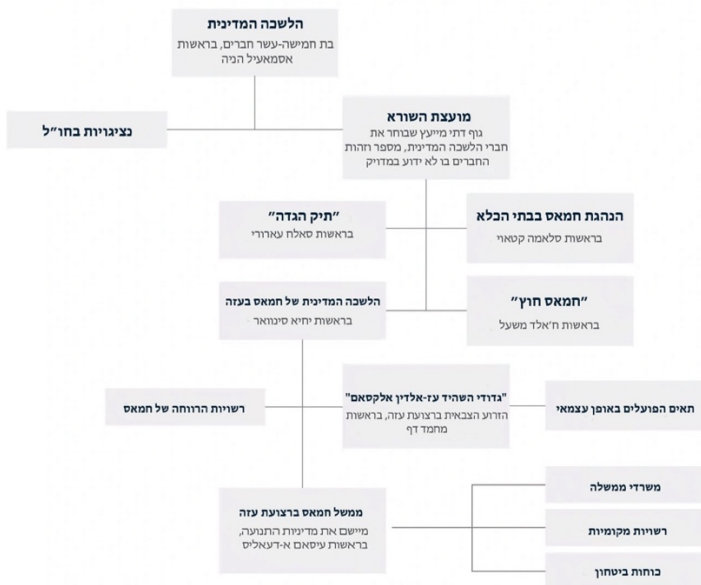 הלשכה המדינית
בת חמישה-עשר חברים, בראשות
אסמאעיל הניה
נציגויות בחו״ל
מועצת השורא
גוף דתי מייעץ שבוחר את
חברי הלשכה המדינית, מספר וזהות
החברים בו לא ידוע במדויק
הנהגת חמאס בבתי הכלא
בראשות סלאמה קטאוי
״תיק הגדה״
בראשות סאלח עארורי
״חמאס חוץ״
בראשות ח׳אלד משעל
הלשכה המדינית של חמאס בעזה
בראשות יחיא סינוואר
רשויות הרווחה של חמאס
"גדודי השהיד עז-אלדין אלקסאם"
הזרוע הצבאית ברצועת עזה, בראשות
מחמד דף
תאים הפועלים באופן עצמאי
ממשל חמאס ברצועת עזה
מיישם את מדיניות התנועה,
בראשות עיסאם א-דעאליס
משרדי ממשלה
רשויות מקומיות
כוחות ביטחון